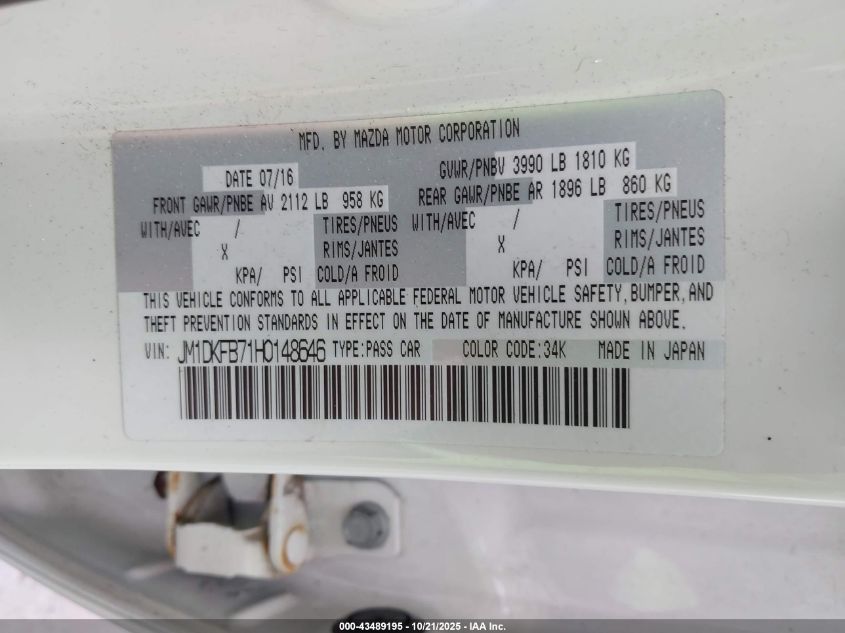 MFD. BY MAZDA MOTOR CORPORATION
DATE 07/16 GVWR/PNBV 3990 LB 1810 KG
FRONT GAWR/PNBE AV 2112 LB 958 KG REAR GAWR/PNBE AR 1896 LB 860 KG
WITH/AVEC / TIRES/PNEUS WITH/AVEC / TIRES/PNEUS
X RIMS/JANTES X RIMS/JANTES
KPA/ PSI COLD/A FROID KPA/ PSI COLD/A FROID
THIS VEHICLE CONFORMS TO ALL APPLICABLE FEDERAL MOTOR VEHICLE SAFETY, BUMPER, AND
THEFT PREVENTION STANDARDS IN EFFECT ON THE DATE OF MANUFACTURE SHOWN ABOVE.
VIN: JM1DKFB71H0148646 TYPE:PASS CAR COLOR CODE:34K MADE IN JAPAN
000-43489195 - 10/21/2025 - IAA Inc.